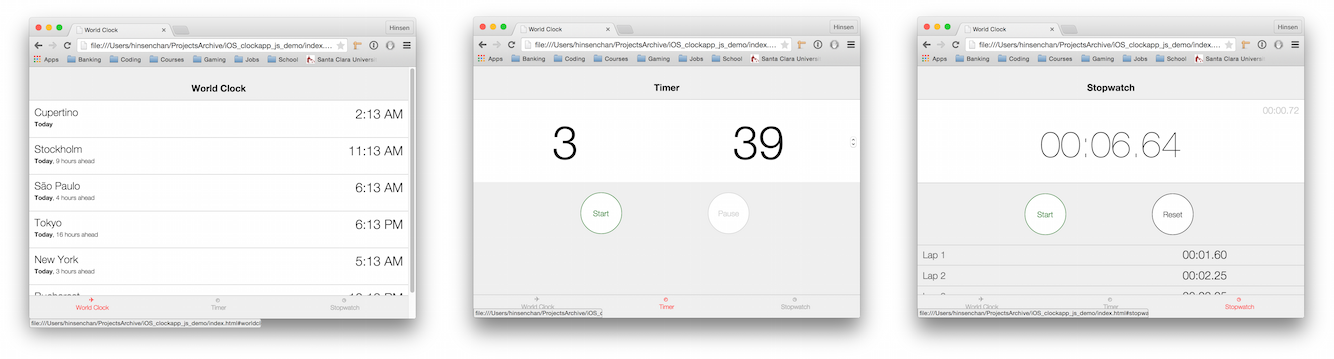 World Clock
Hinsen
file:///Users/hinsenchan/ProjectsArchive/iOS_clockapp_js_demo/index....
Apps Banking Coding Courses Gaming Jobs School Santa Clara Univers
World Clock
Cupertino 2:13 AM
Today
Stockholm 11:13 AM
Today, 9 hours ahead
São Paulo 6:13 AM
Today, 4 hours ahead
Tokyo 6:13 PM
Today, 16 hours ahead
New York 5:13 AM
Today, 3 hours ahead
World Clock Timer Stopwatch
file:///Users/hinsenchan/ProjectsArchive/iOS_clockapp_js_demo/index.html#worldcl
World Clock
Hinsen
file:///Users/hinsenchan/ProjectsArchive/iOS_clockapp_js_demo/index....
Apps Banking Coding Courses Gaming Jobs School Santa Clara Univers
Timer
3 39
Start Pause
World Clock Timer Stopwatch
file:///Users/hinsenchan/ProjectsArchive/iOS_c
World Clock
Hinsen
file:///Users/hinsenchan/ProjectsArchive/iOS_clockapp_js_demo/index....
Apps Banking Coding Courses Gaming Jobs School Santa Clara Univers
Stopwatch
00:00.72
00:06.64
Start Reset
Lap 1 00:01.60
Lap 2 00:02.25
World Clock Timer Stopwatch
file:///Users/hinsenchan/ProjectsArchive/iOS_clockapp_js_demo/index.html#stopwa